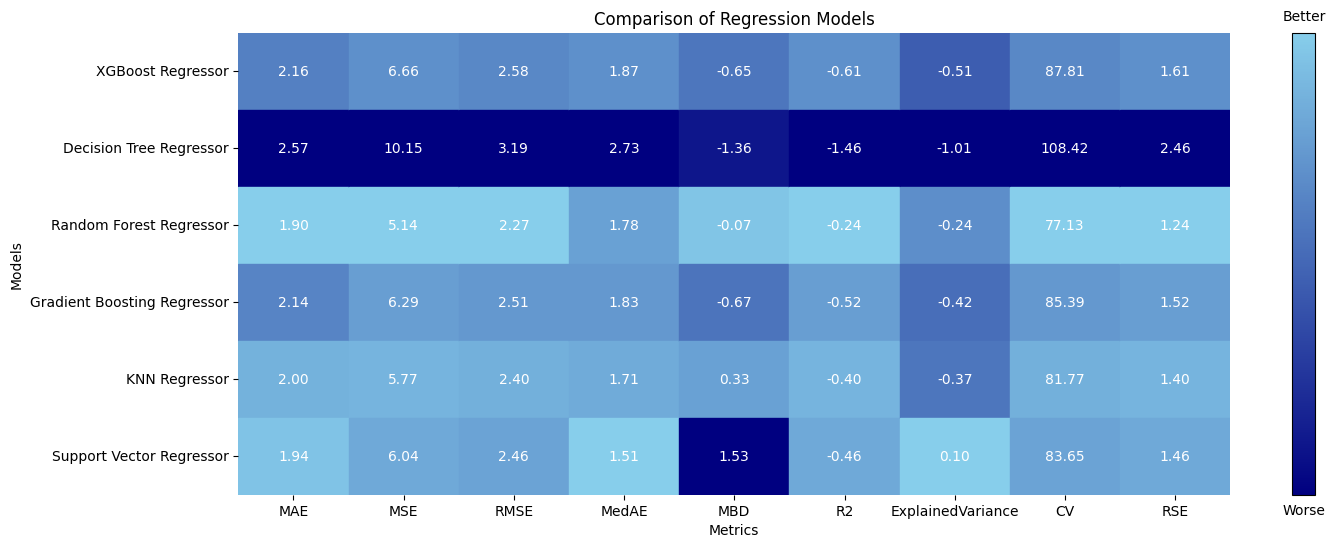 Comparison of Regression Models
Better
XGBoost Regressor 2.16 6.66 2.58 1.87 -0.65 -0.61 -0.51 87.81 1.61
Decision Tree Regressor 2.57 10.15 3.19 2.73 -1.36 -1.46 -1.01 108.42 2.46
Random Forest Regressor 1.90 5.14 2.27 1.78 -0.07 -0.24 -0.24 77.13 1.24
Models
Gradient Boosting Regressor 2.14 6.29 2.51 1.83 -0.67 -0.52 -0.42 85.39 1.52
KNN Regressor 2.00 5.77 2.40 1.71 0.33 -0.40 -0.37 81.77 1.40
Support Vector Regressor 1.94 6.04 2.46 1.51 1.53 -0.46 0.10 83.65 1.46
MAE MSE RMSE MedAE MBD R2 ExplainedVariance CV RSE
Worse
Metrics